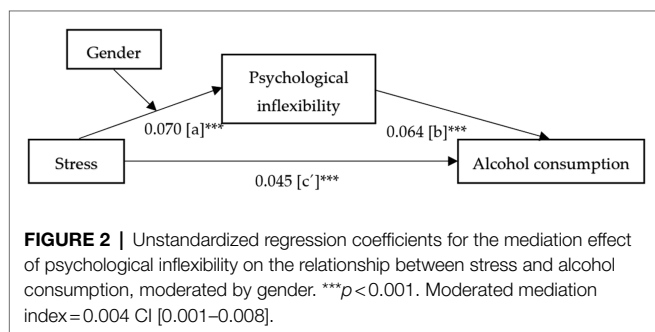 Gender
Psychological
inflexibility
0.070 [a]***
0.064 [b]***
Stress
Alcohol consumption
0.045 [c´]***
FIGURE 2 | Unstandardized regression coefficients for the mediation effect
of psychological inflexibility on the relationship between stress and alcohol
consumption, moderated by gender. ***p<0.001. Moderated mediation
index=0.004 CI [0.001–0.008].